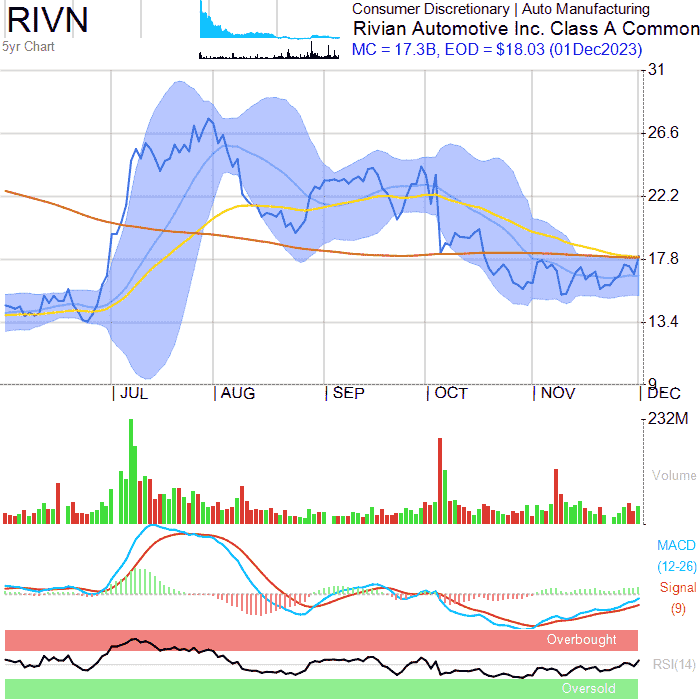 RIVN
5yr Chart
Consumer Discretionary | Auto Manufacturing
Rivian Automotive Inc. Class A Common
MC = 17.3B, EOD = $18.03 (01Dec2023)
31
26.6
22.2
17.8
13.4
9
JUL AUG SEP OCT NOV DEC
232M
Volume
MACD
(12-26)
Signal
(9)
Overbought
RSI(14)
Oversold